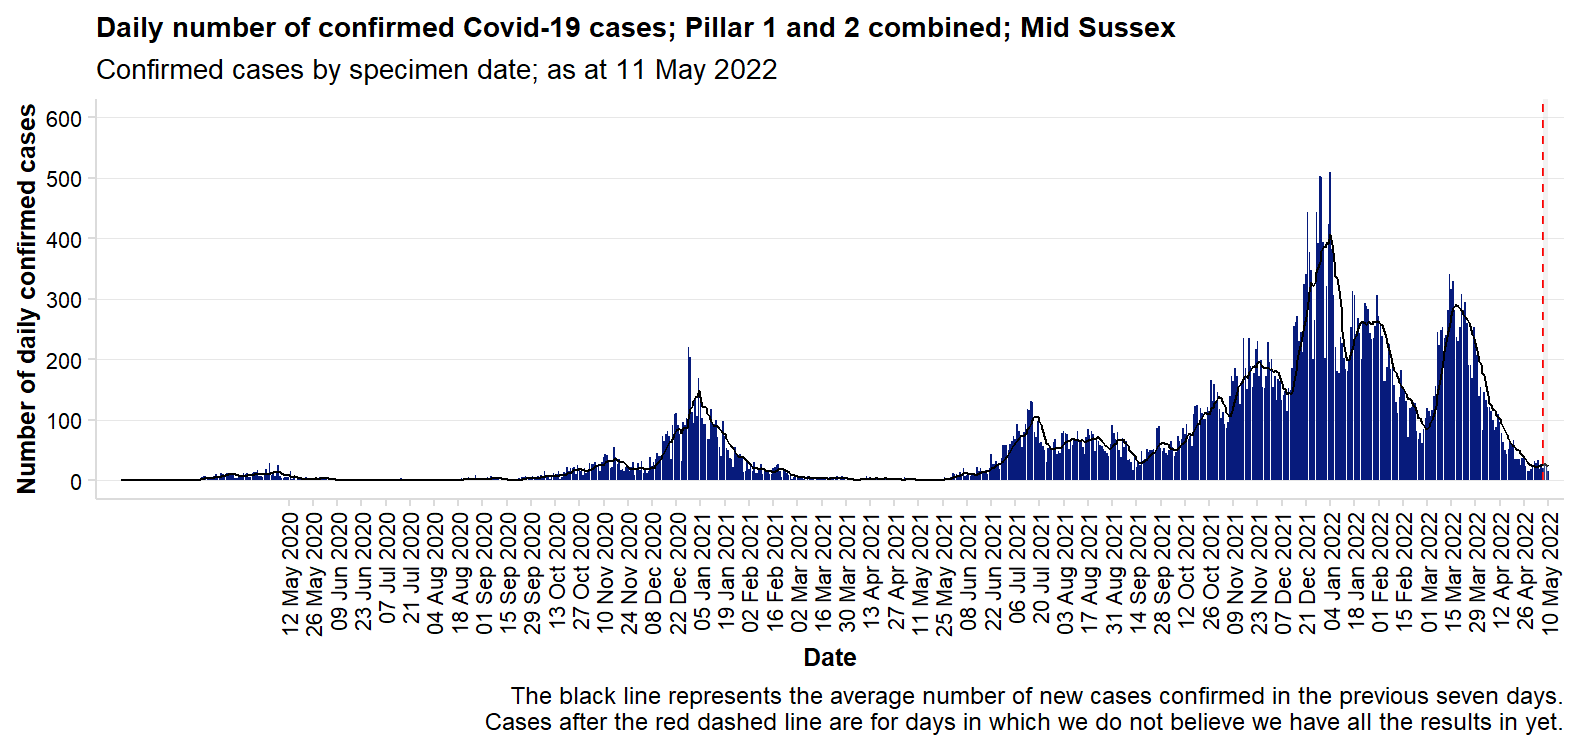 Daily number of confirmed Covid-19 cases; Pillar 1 and 2 combined; Mid Sussex
Confirmed cases by specimen date; as at 11 May 2022
Number of daily confirmed cases
600
500
400
300
200
100
0
12 May 2020
26 May 2020
09 Jun 2020
23 Jun 2020
07 Jul 2020
21 Jul 2020
04 Aug 2020
18 Aug 2020
01 Sep 2020
15 Sep 2020
29 Sep 2020
13 Oct 2020
27 Oct 2020
10 Nov 2020
24 Nov 2020
08 Dec 2020
22 Dec 2020
05 Jan 2021
19 Jan 2021
02 Feb 2021
16 Feb 2021
02 Mar 2021
16 Mar 2021
30 Mar 2021
13 Apr 2021
27 Apr 2021
11 May 2021
25 May 2021
08 Jun 2021
22 Jun 2021
06 Jul 2021
20 Jul 2021
03 Aug 2021
17 Aug 2021
31 Aug 2021
14 Sep 2021
28 Sep 2021
12 Oct 2021
26 Oct 2021
09 Nov 2021
23 Nov 2021
07 Dec 2021
21 Dec 2021
04 Jan 2022
18 Jan 2022
01 Feb 2022
15 Feb 2022
01 Mar 2022
15 Mar 2022
29 Mar 2022
12 Apr 2022
26 Apr 2022
10 May 2022
Date
The black line represents the average number of new cases confirmed in the previous seven days.
Cases after the red dashed line are for days in which we do not believe we have all the results in yet.